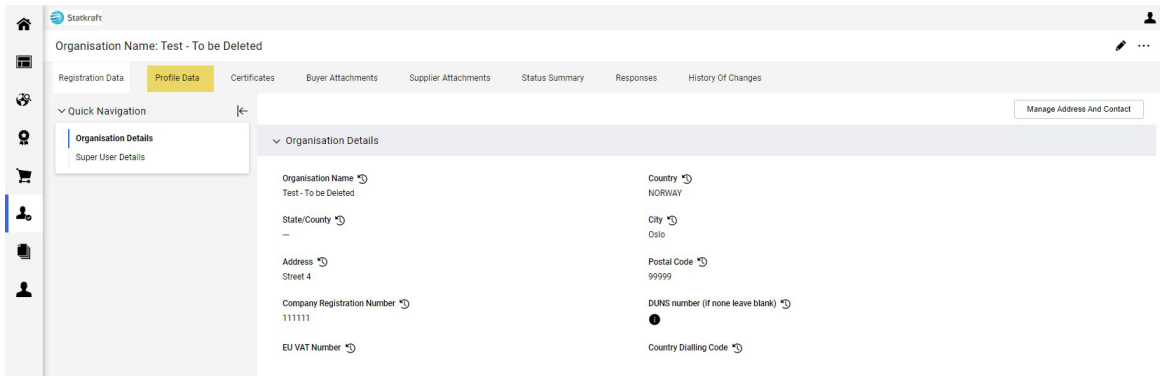 Statkraft
Organisation Name: Test - To be Deleted
Registration Data Profile Data Certificates Buyer Attachments Supplier Attachments Status Summary Responses History Of Changes
Quick Navigation
Organisation Details
Super User Details
Manage Address And Contact
Organisation Details
Organisation Name
Test - To be Deleted
Country
NORWAY
State/County
---
City
Oslo
Address
Street 4
Postal Code
99999
Company Registration Number
111111
DUNS number (if none leave blank)
EU VAT Number
Country Dialling Code